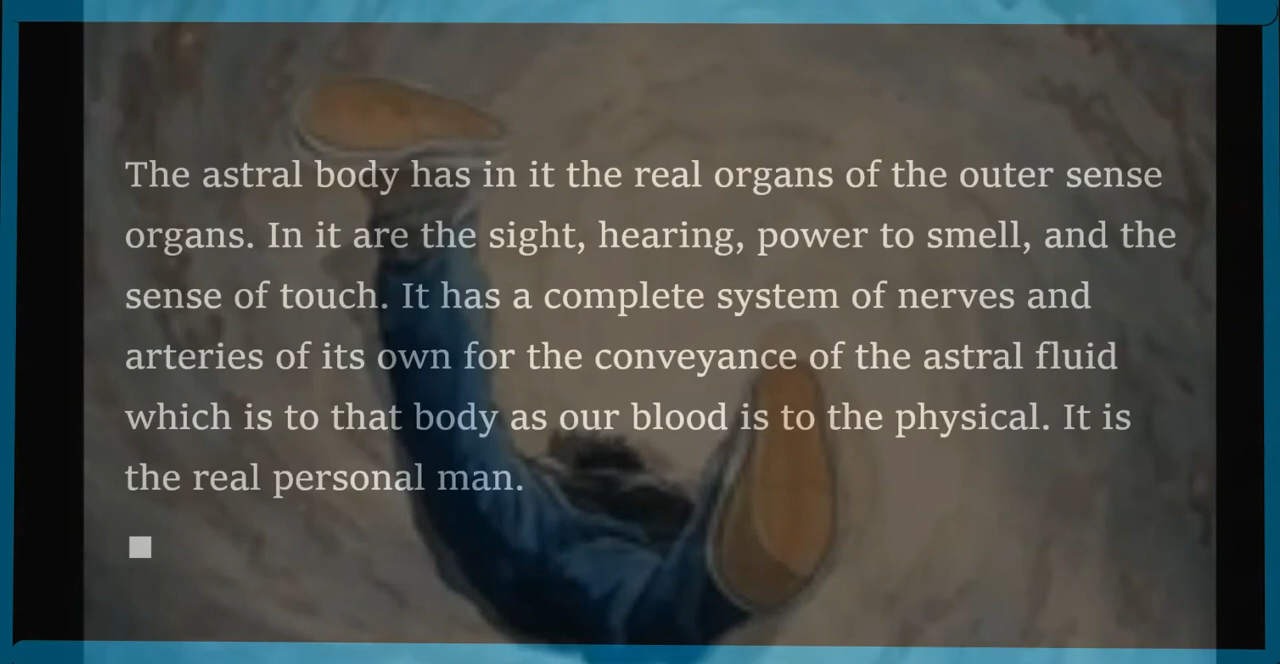 The astral body has in it the real organs of the outer sense
organs. In it are the sight, hearing, power to smell, and the
sense of touch. It has a complete system of nerves and
arteries of its own for the conveyance of the astral fluid
which is to that body as our blood is to the physical. It is
the real personal man.